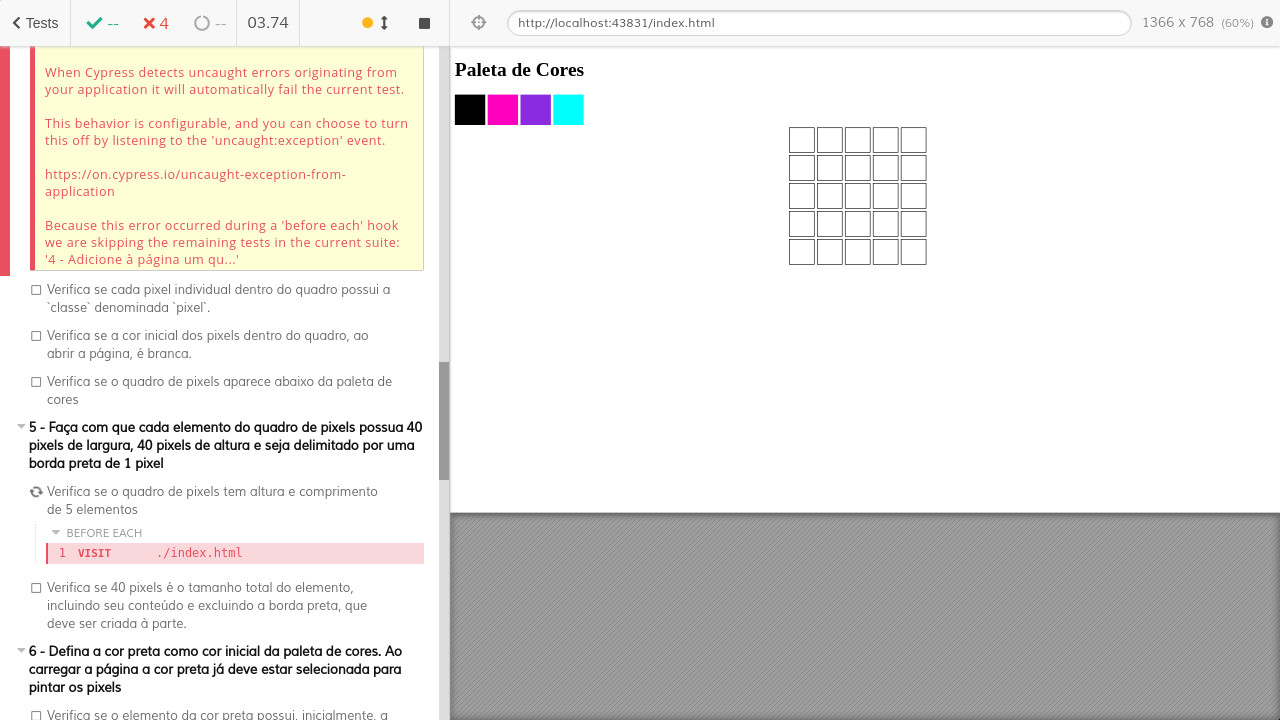 Tests
--
4
--
03.74
http://localhost:43831/index.html
1366 x 768 (60%)
When Cypress detects uncaught errors originating from
your application it will automatically fail the current test.
This behavior is configurable, and you can choose to turn
this off by listening to the 'uncaught:exception' event.
https://on.cypress.io/uncaught-exception-from-
application
Because this error occurred during a 'before each' hook
we are skipping the remaining tests in the current suite:
'4 - Adicione à página um qu...'
Verifica se cada pixel individual dentro do quadro possui a
`classe` denominada `pixel`.
Verifica se a cor inicial dos pixels dentro do quadro, ao
abrir a página, é branca.
Verifica se o quadro de pixels aparece abaixo da paleta de
cores
5 - Faça com que cada elemento do quadro de pixels possua 40
pixels de largura, 40 pixels de altura e seja delimitado por uma
borda preta de 1 pixel
Verifica se o quadro de pixels tem altura e comprimento
de 5 elementos
BEFORE EACH
1 VISIT ./index.html
Verifica se 40 pixels é o tamanho total do elemento,
incluindo seu conteúdo e excluindo a borda preta, que
deve ser criada à parte.
6 - Defina a cor preta como cor inicial da paleta de cores. Ao
carregar a página a cor preta já deve estar selecionada para
pintar os pixels
Verifica se o elemento da cor preta possui, inicialmente, a
Paleta de Cores